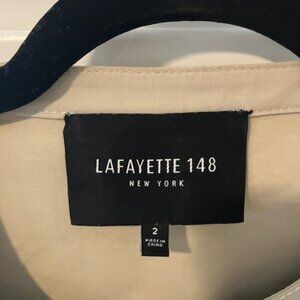 LAFAYETTE 148
NEW YORK
2
MADE IN
CHINA